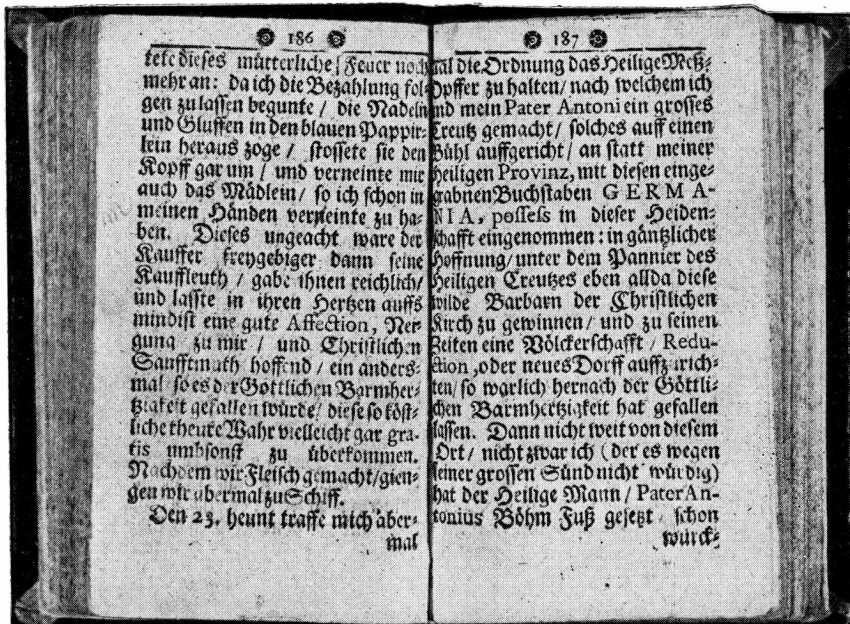 186
tete dieses mütterliche Feuer noch
mehr an: da ich die Bezahlung fol-
gen zu lassen begunte / die Nadeln
und Gluffen in den blauen Pappir-
lein heraus zoge / stossete sie den
Kopff gar um / und verneinte mir
auch das Mädlein / so ich schon in
meinen Händen verneinte zu ha-
ben. Dieses ungeacht ware der
Kauffer freygebiger dann seine
Kauffleuth / gabe ihnen reichlich /
und lasste in ihren Hertzen auffs
mindist eine gute Affection, Ner-
gung zu mir / und Christlichen
Sanfftmuth hoffend / ein anders-
mal so es der Gottlichen Barmher-
tzigkeit gefallen würde / diese so köst-
liche theure Wahr vielleicht gar gra-
tis umbsonst zu überkommen.
Nachdem wir Fleisch gemacht / gien-
gen wir abermal zu Schiff.
Den 23. heunt traffe mich aber-
mal
187
mal die Ordnung das Heilige Meß-
Opffer zu halten / nach welchem ich
und mein Pater Antoni ein grosses
Creutz gemacht / solches auff einen
Bühl auffgericht / an statt meiner
Heiligen Provinz, mit diesen einge-
grabnen Buchstaben GERMA-
NIA, possess in dieser Heiden-
schafft eingenommen: in gäntzlicher
Hoffnung / unter dem Pannier des
Heiligen Creutzes eben allda diese
wilde Barbarn der Christlichen
Kirch zu gewinnen / und zu seinen
Zeiten eine Völckerschafft / Redu-
ction, oder neues Dorff auffzurich-
ten / so warlich hernach der Göttli-
chen Barmhertzigkeit hat gefallen
lassen. Dann nicht weit von diesem
Ort / nicht zwar ich (der es wegen
seiner grossen Sünd nicht würdig)
hat der Heilige Mann / Pater An-
tonius Böhm Fuß gesetzt / schon
würck-